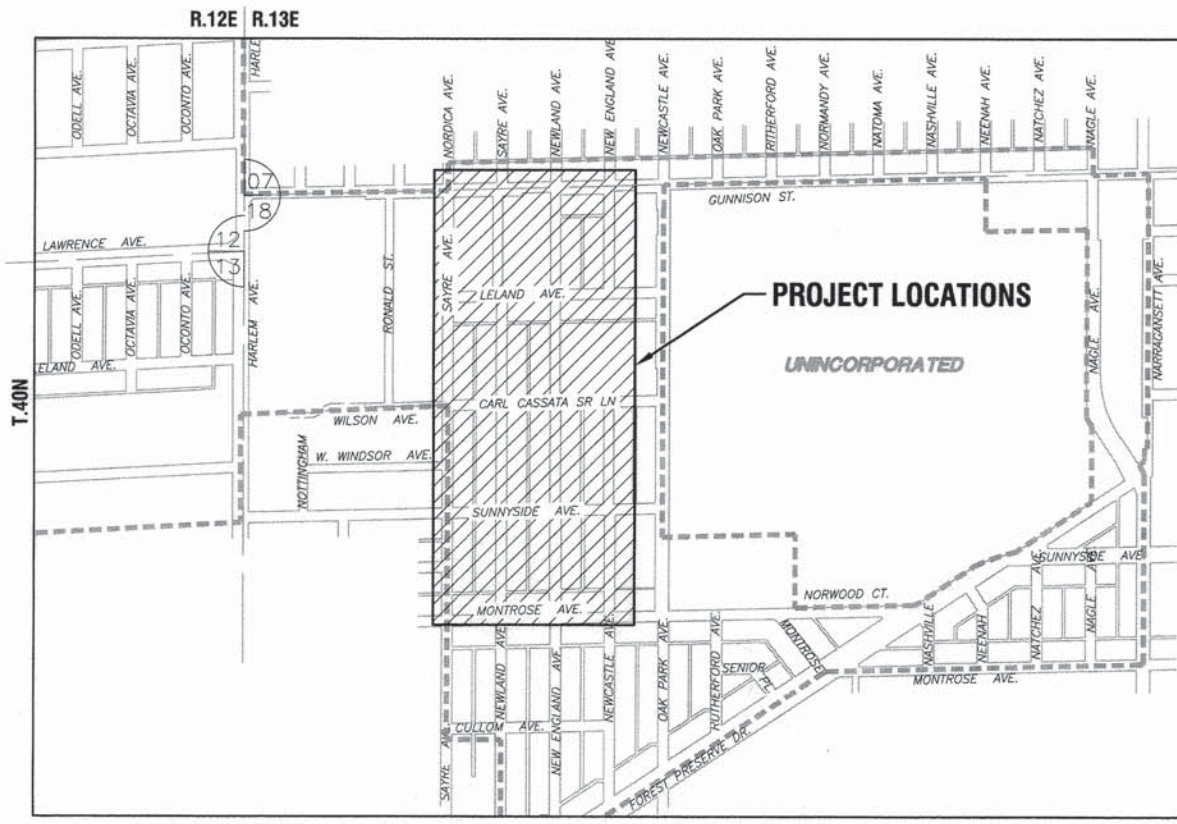 R.12E R.13E
T.40N
ODELL AVE.
OCTAVIA AVE.
OCONTO AVE.
HARLE
NORDICA AVE.
SAYRE AVE.
NEWLAND AVE.
NEW ENGLAND AVE
NEWCASTLE AVE.
OAK PARK AVE.
RITHERFORD AVE.
NORMANDY AVE.
NATOMA AVE.
NASHVILLE AVE.
NEENAH AVE.
NATCHEZ AVE.
NAGLE AVE.
07
18
12
13
GUNNISON ST.
LAWRENCE AVE.
ODELL AVE.
OCTAVIA AVE.
OCONTO AVE.
HARLEM AVE.
RONALD ST.
SAYRE AVE.
LELAND AVE.
PROJECT LOCATIONS
NAGLE AVE.
NARRAGANSETT AVE.
ELAND AVE.
UNINCORPORATED
CARL CASSATA SR LN
WILSON AVE.
W. WINDSOR AVE.
NOTTINGHAM
SUNNYSIDE AVE.
SUNNYSIDE AVE
NORWOOD CT.
MONTROSE AVE.
SAYRE AVE.
NEWLAND AVE
NEW ENGLAND AVE
NEWCASTLE AVE.
OAK PARK AVE.
RUTHERFORD AVE.
SENIOR PL
MONTROSE
NASHVILLE
NEENAH
NATCHEZ AVE.
NAGLE AVE
MONTROSE AVE.
CULLOM AVE.
FOREST PRESERVE DR.